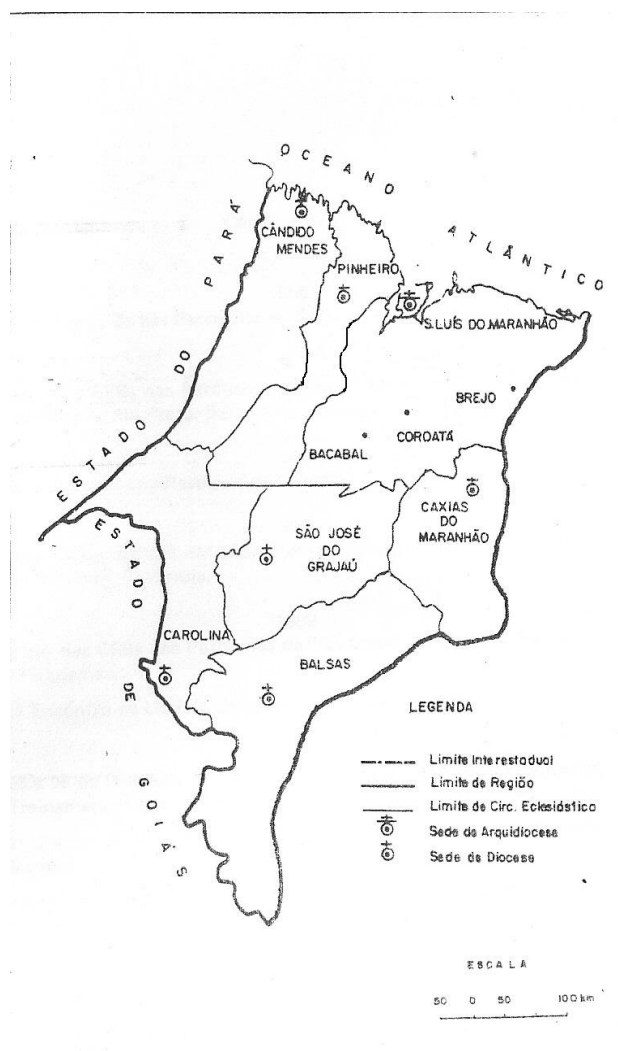 OCEANO ATLÂNTICO
ESTADO DO PARÁ
CÂNDIDO
MENDES
PINHEIRO
S.LUÍS DO MARANHÃO
BREJO
COROATÁ
BACABAL
CAXIAS
DO
MARANHÃO
SÃO JOSÉ
DO
GRAJAÚ
ESTADO DE GOIÁS
CAROLINA
BALSAS
LEGENDA
Limite Interestadual
Limite de Região
Limite de Circ. Eclesiástico
Sede de Arquidiocese
Sede de Diocese
ESCALA
50 0 50 100 km